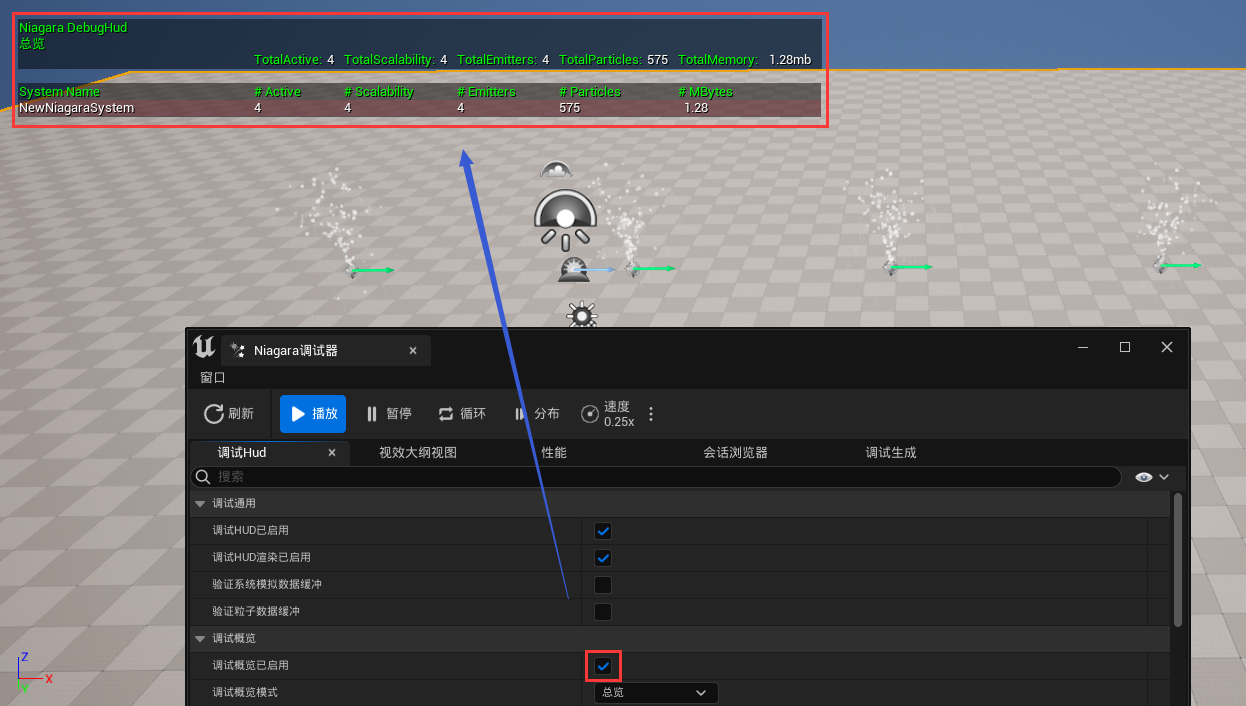 Niagara DebugHud
总览
TotalActive: 4 TotalScalability: 4 TotalEmitters: 4 TotalParticles: 575 TotalMemory: 1.28mb
System Name # Active # Scalability # Emitters # Particles # MBytes
NewNiagaraSystem 4 4 4 575 1.28
Niagara调试器
窗口
刷新 播放 暂停 循环 分布 速度
0.25x
调试Hud 视效大纲视图 性能 会话浏览器 调试生成
搜索
调试通用
调试HUD已启用
调试HUD渲染已启用
验证系统模拟数据缓冲
验证粒子数据缓冲
调试概览
调试概览已启用
调试概览模式 总览
Z
X
Y